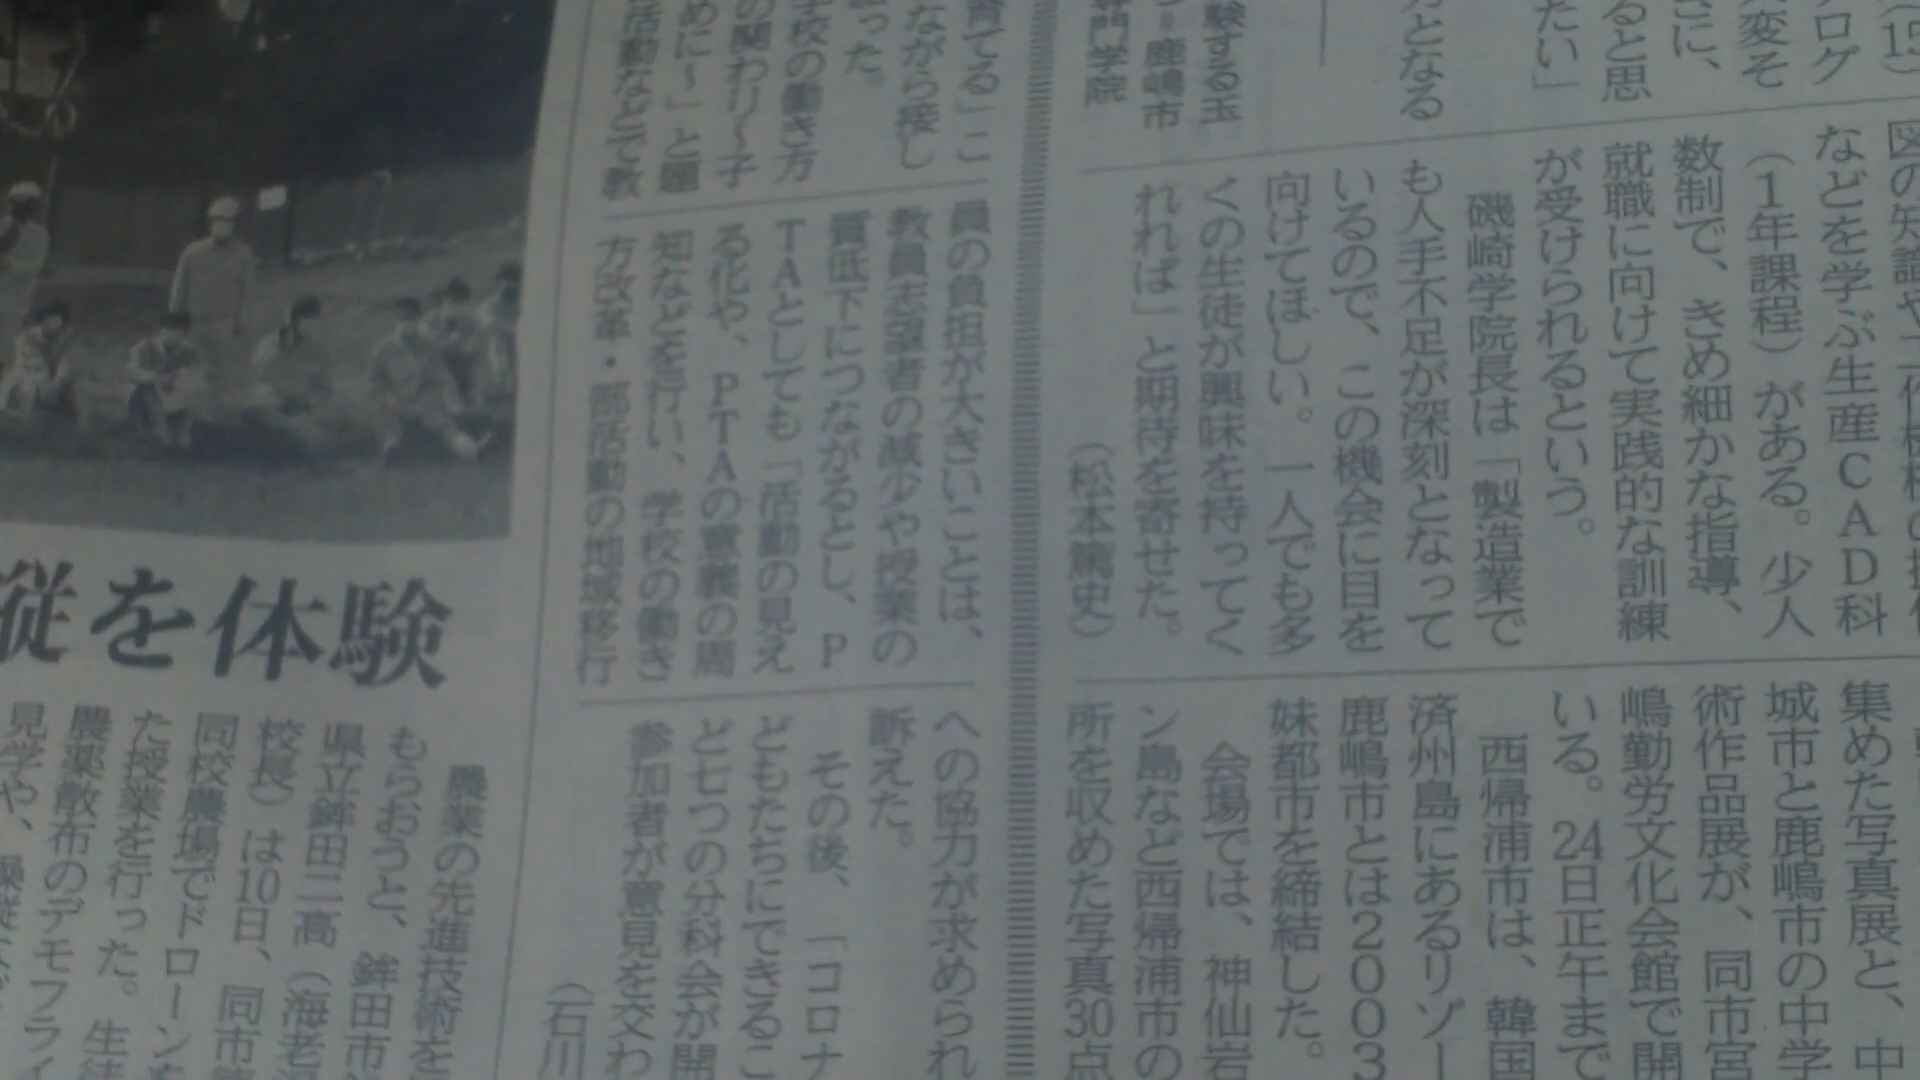 (15)
ログ
変そ
さに、
ると思
たい」
となる
験する玉
＝鹿嶋市
専門学院
図の知識や工作機械の操作
などを学ぶ生産ＣＡＤ科
（１年課程）がある。少人
数制で、きめ細かな指導、
就職に向けて実践的な訓練
が受けられるという。
磯崎学院長は「製造業で
も人手不足が深刻となって
いるので、この機会に目を
向けてほしい。一人でも多
くの生徒が興味を持ってく
れれば」と期待を寄せた。
（松本篤史）
集めた写真展と、中
城市と鹿嶋市の中学
術作品展が、同市宮
嶋勤労文化会館で開
いる。24日正午まで
西帰浦市は、韓国
済州島にあるリゾー
鹿嶋市とは２００３
妹都市を締結した。
会場では、神仙岩
ン島など西帰浦市の
所を収めた写真30点
育てる」こ
ながら接し
った。
学校の働き方
の関わり～子
めに～」と題
活動などで教
員の負担が大きいことは、
教員志望者の減少や授業の
質低下につながるとし、Ｐ
ＴＡとしても「活動の見え
る化や、ＰＴＡの意義の周
知などを行い、学校の働き
方改革・部活動の地域移行
への協力が求められ
訴えた。
その後、「コロナ
どもたちにできるこ
ど七つの分科会が開
参加者が意見を交わ
（石川
縦を体験
農業の先進技術を
もらおうと、鉾田市
県立鉾田二高（海老
校長）は10日、同市
同校農場でドローンを
た授業を行った。生徒
農薬散布のデモフライ
見学や、操縦